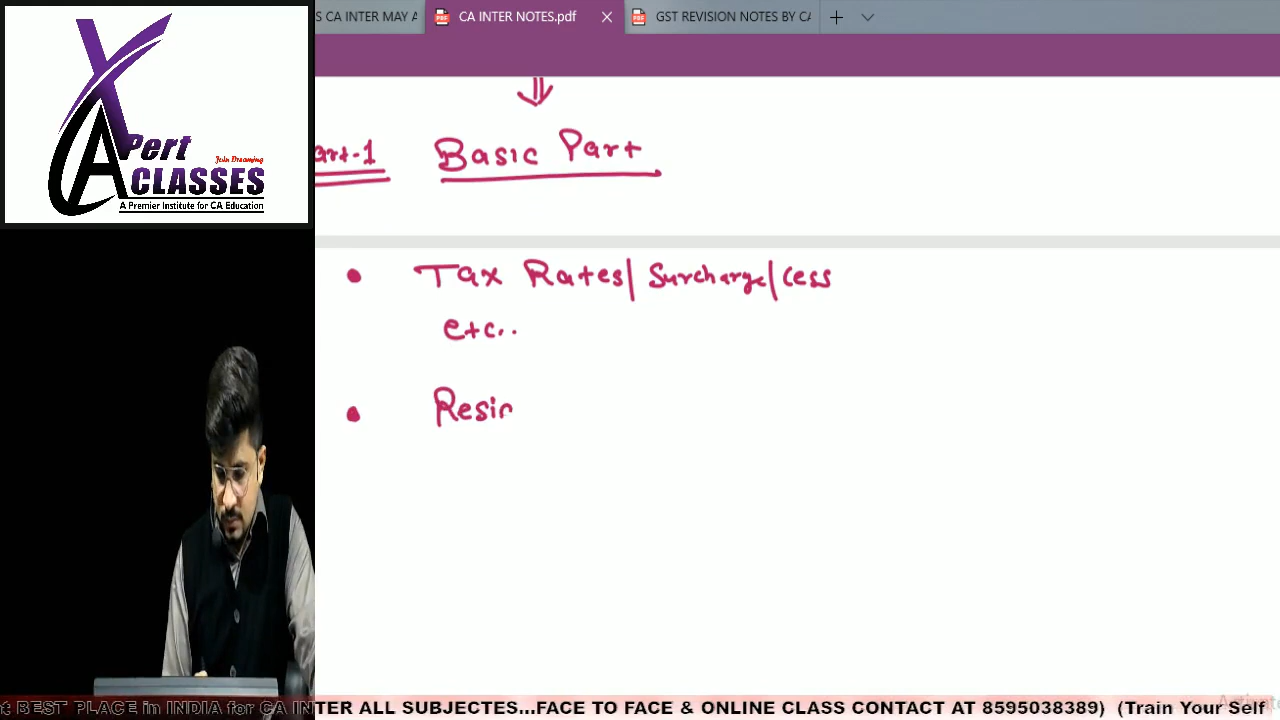 S CA INTER MAY A
CA INTER NOTES.pdf
GST REVISION NOTES BY CA
XPert
Join Dreaming
CA CLASSES
A Premier Institute for CA Education
art-1 Basic Part
Tax Rates/Surcharge/Cess
etc..
Resi
BEST PLACE in INDIA for CA INTER ALL SUBJECTES...FACE TO FACE & ONLINE CLASS CONTACT AT 8595038389) (Train Your Self